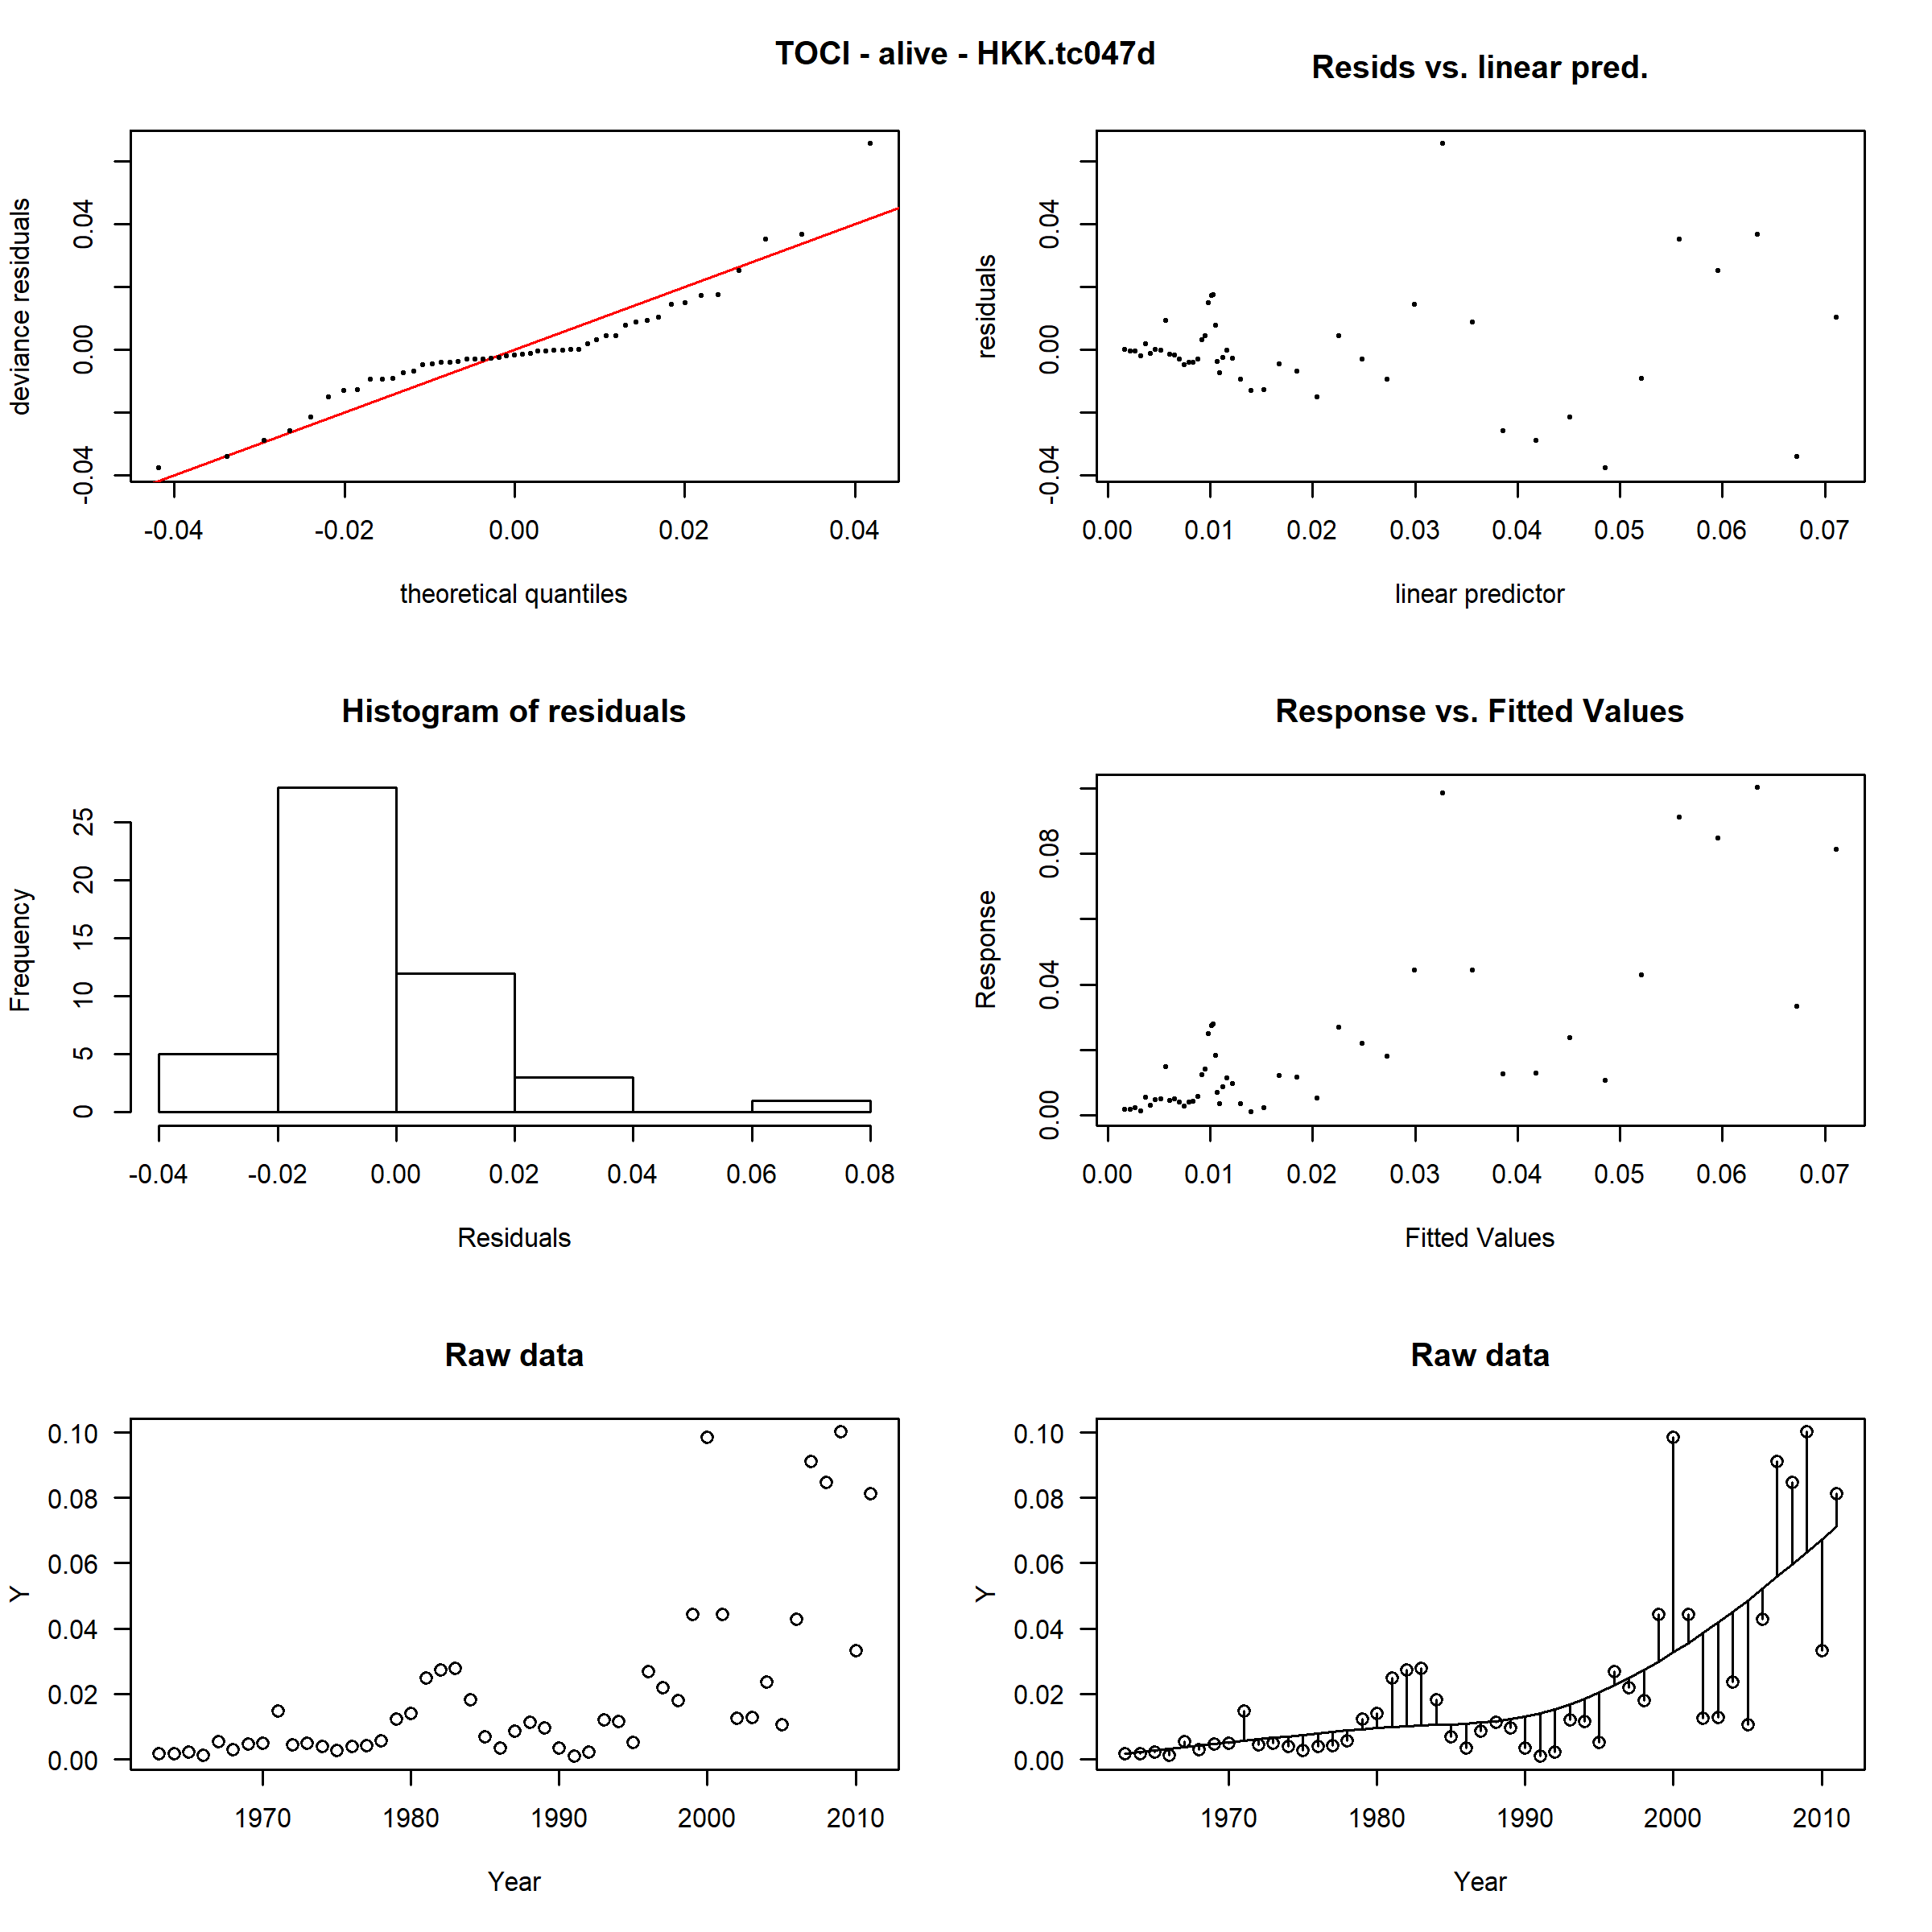 TOCI - alive - HKK.tc047d
Resids vs. linear pred.
deviance residuals
-0.04 0.00 0.04
-0.04 -0.02 0.00 0.02 0.04
theoretical quantiles
residuals
-0.04 0.00 0.04
0.00 0.01 0.02 0.03 0.04 0.05 0.06 0.07
linear predictor
Histogram of residuals
Frequency
0 5 10 15 20 25
-0.04 -0.02 0.00 0.02 0.04 0.06 0.08
Residuals
Response vs. Fitted Values
Response
0.00 0.04 0.08
0.00 0.01 0.02 0.03 0.04 0.05 0.06 0.07
Fitted Values
Raw data
Y
0.10
0.08
0.06
0.04
0.02
0.00
1970 1980 1990 2000 2010
Year
Raw data
Y
0.10
0.08
0.06
0.04
0.02
0.00
1970 1980 1990 2000 2010
Year